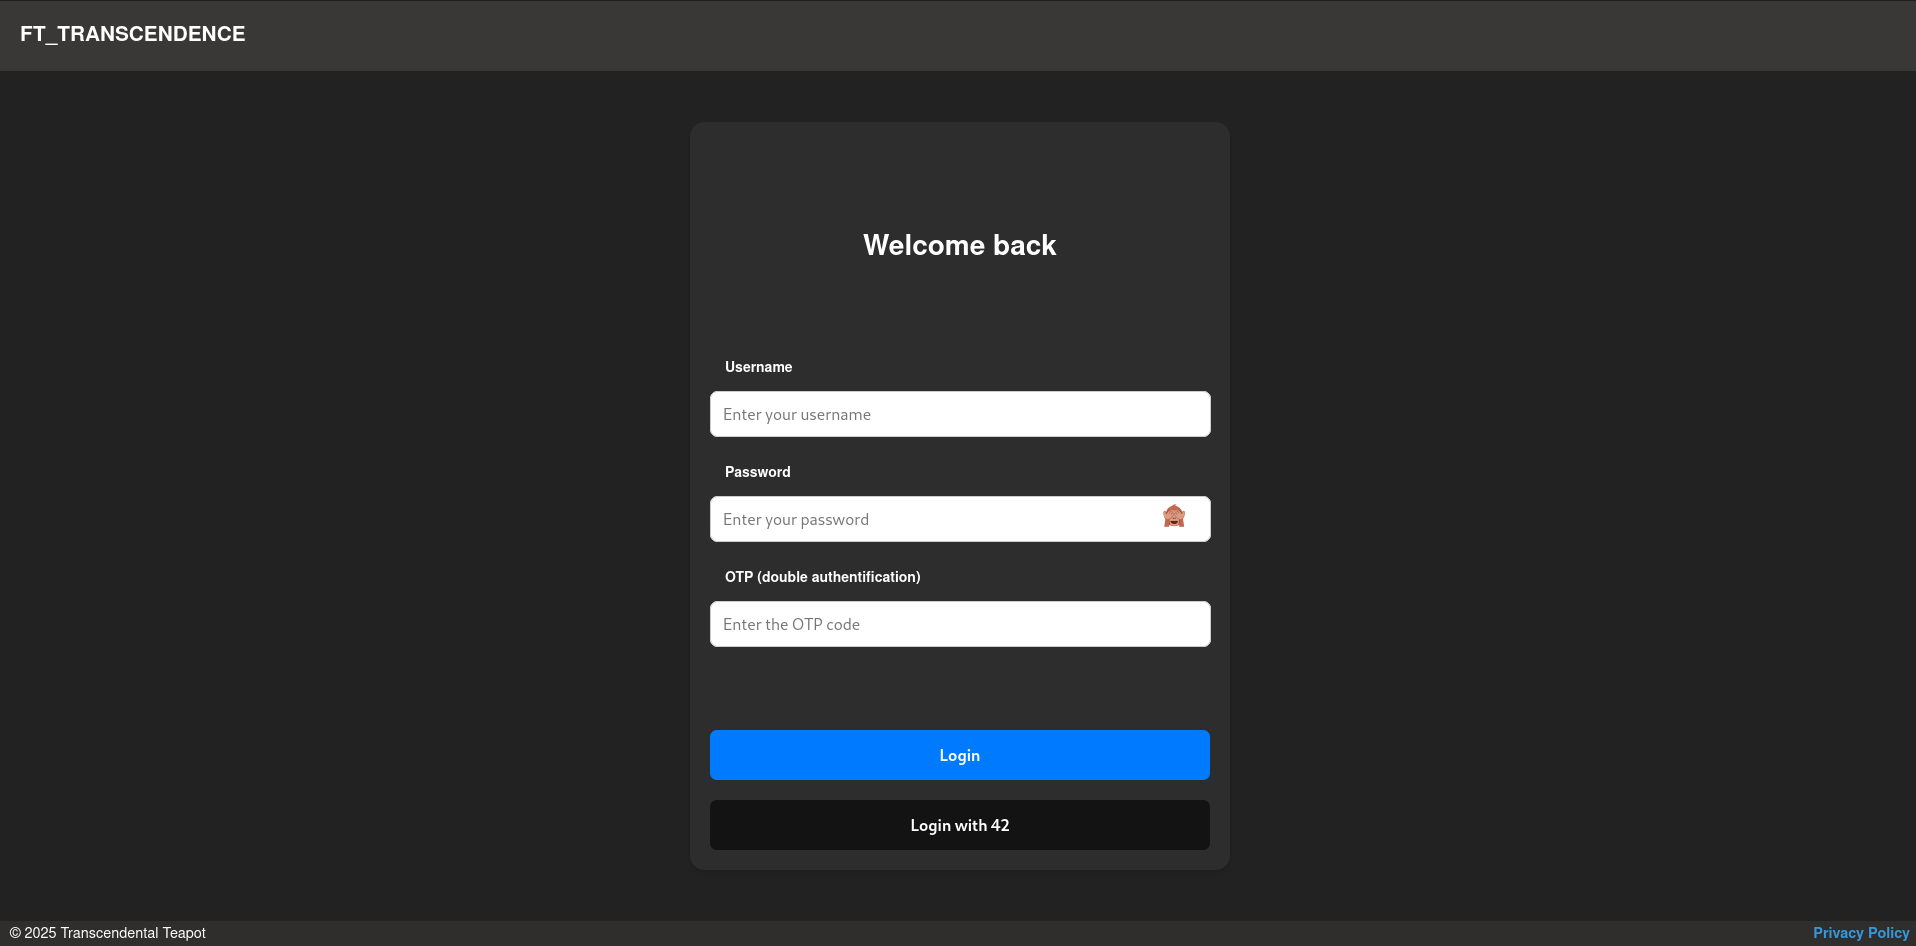 FT_TRANSCENDENCE
Welcome back
Username
Enter your username
Password
Enter your password
OTP (double authentification)
Enter the OTP code
Login
Login with 42
© 2025 Transcendental Teapot
Privacy Policy